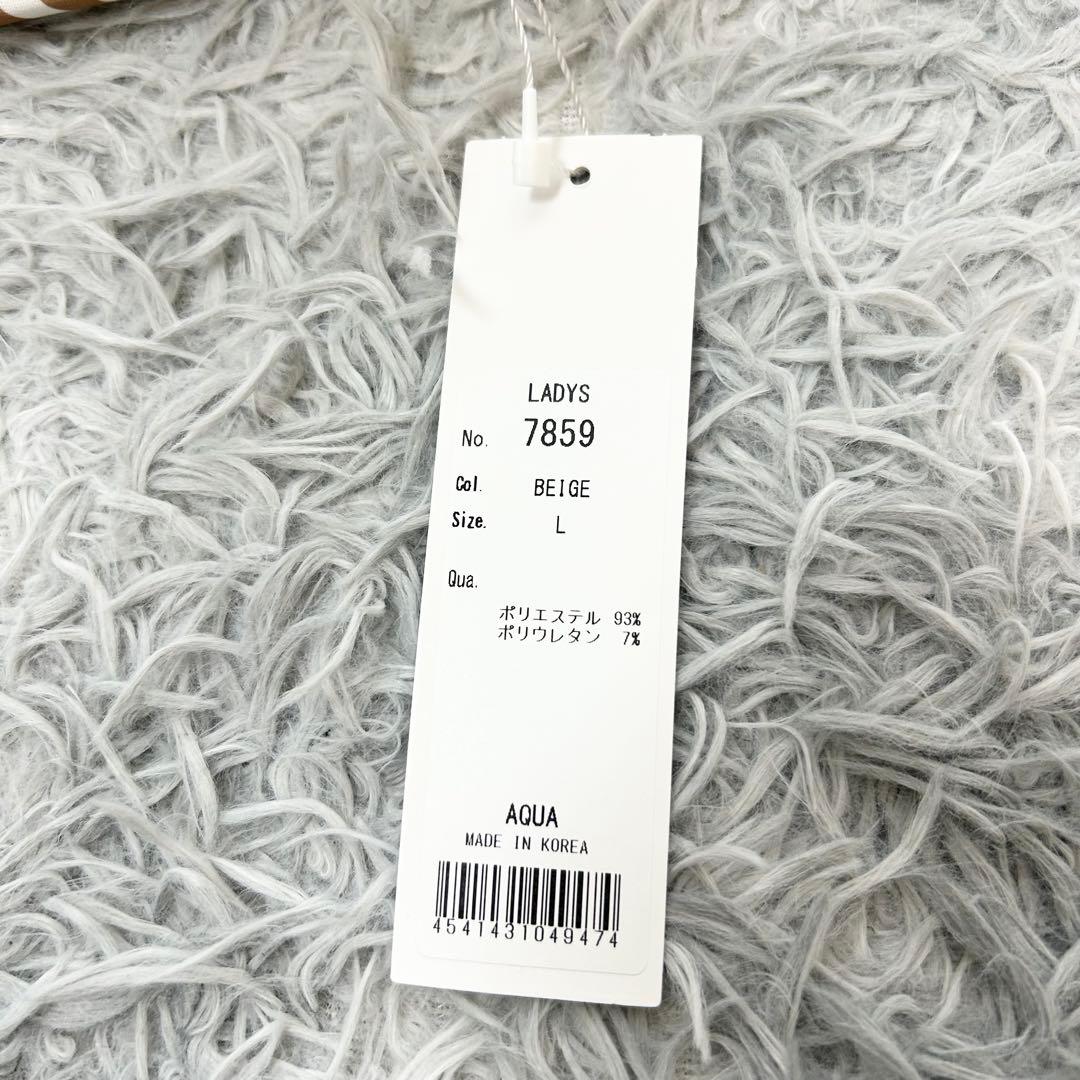 LADYS
No. 7859
Col. BEIGE
Size. L
Qua.
ポリエステル 93%
ポリウレタン 7%
AQUA
MADE IN KOREA
4541431049474